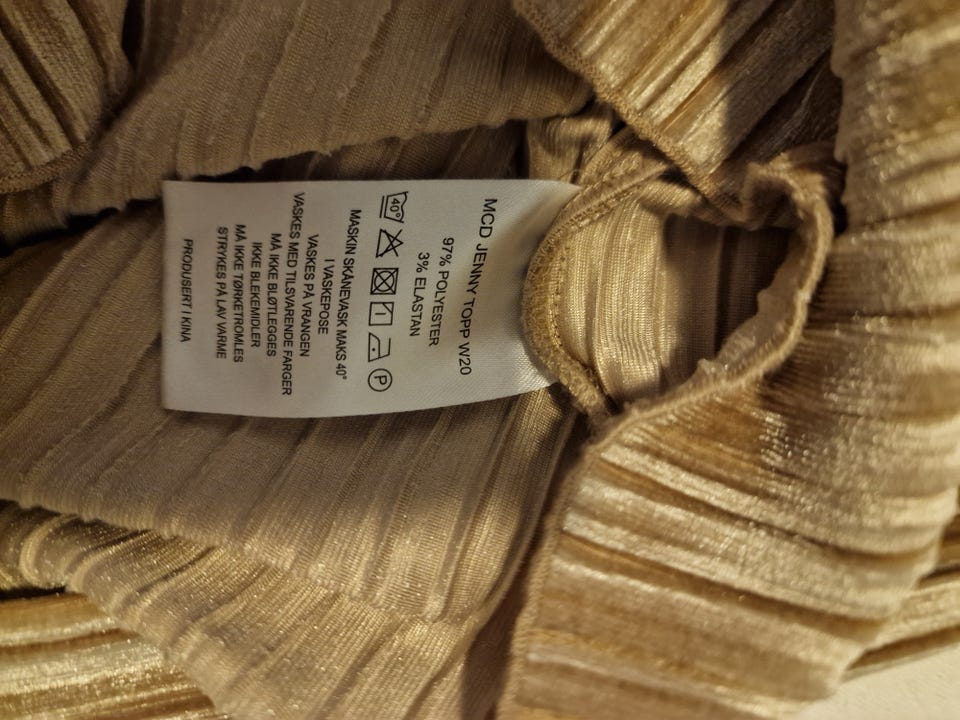 MCD JENNY TOPP W20
97% POLYESTER
3% ELASTAN
40° P
MASKIN SKÅNEVASK MAKS 40°
I VASKEPOSE
VASKES PÅ VRANGEN
VASKES MED TILSVARENDE FARGER
MÅ IKKE BLØTLEGGES
IKKE BLEKEMIDLER
MÅ IKKE TØRKETROMLES
STRYKES PÅ LAV VARME
PRODUSERT I KINA